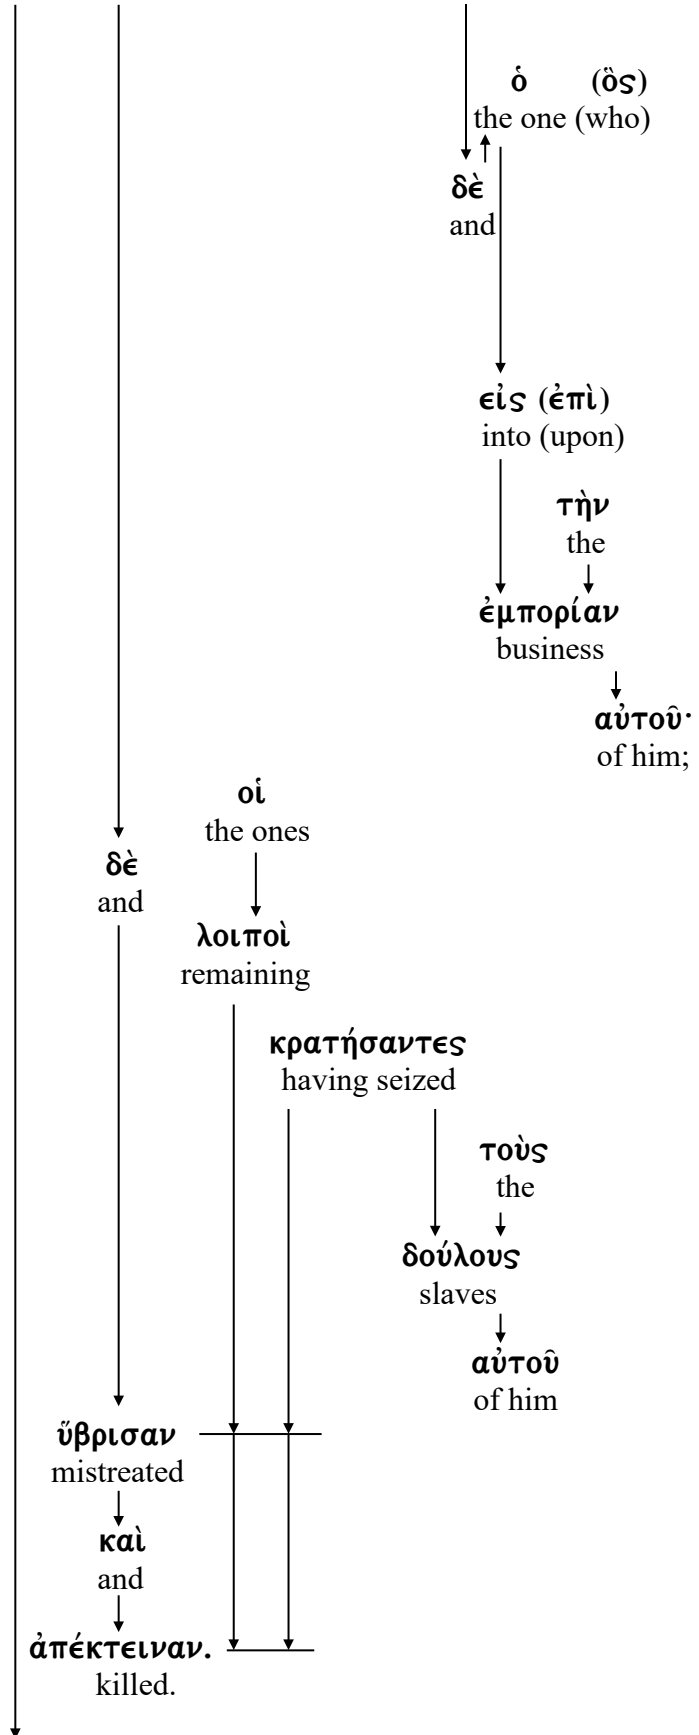 ὁ (ὃς)
the one (who)
δὲ
and
εἰς (ἐπὶ)
into (upon)
τὴν
the
ἐμπορίαν
business
αὐτοῦ·
of him;
οἱ
the ones
δὲ
and
λοιποὶ
remaining
κρατήσαντες
having seized
τοὺς
the
δούλους
slaves
αὐτοῦ
of him
ὕβρισαν
mistreated
καὶ
and
ἀπέκτειναν.
killed.